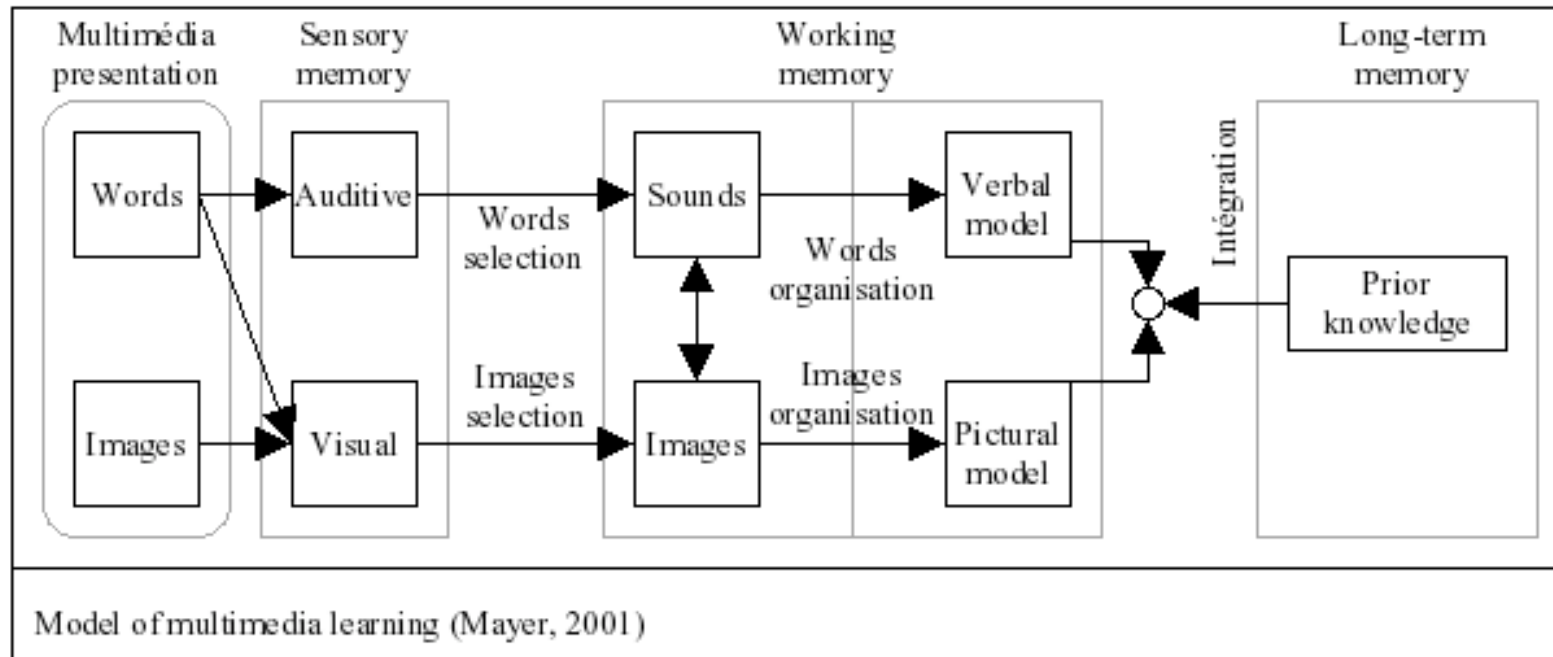 Multimédia
presentation
Sensory
memory
Working
memory
Long-term
memory
Words
Auditive
Words
selection
Sounds
Words
organisation
Verbal
model
Intégration
Prior
knowledge
Images
Visual
Images
selection
Images
Images
organisation
Pictural
model
Model of multimedia learning (Mayer, 2001)